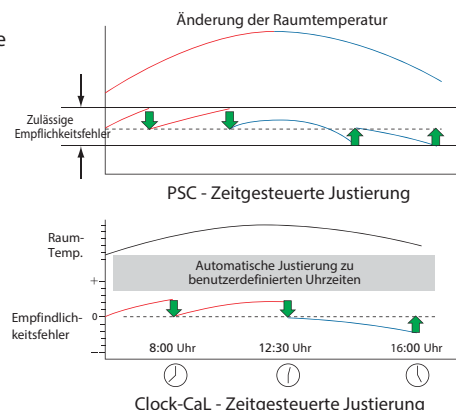 e
Änderung der Raumtemperatur
Zulässige
Empflichkeitsfehler
PSC - Zeitgesteuerte Justierung
Raum-
Temp.
Automatische Justierung zu
benutzerdefinierten Uhrzeiten
+
Empfindlich-
keitsfehler
0
–
8:00 Uhr
12:30 Uhr
16:00 Uhr
Clock-CaL - Zeitgesteuerte Justierung